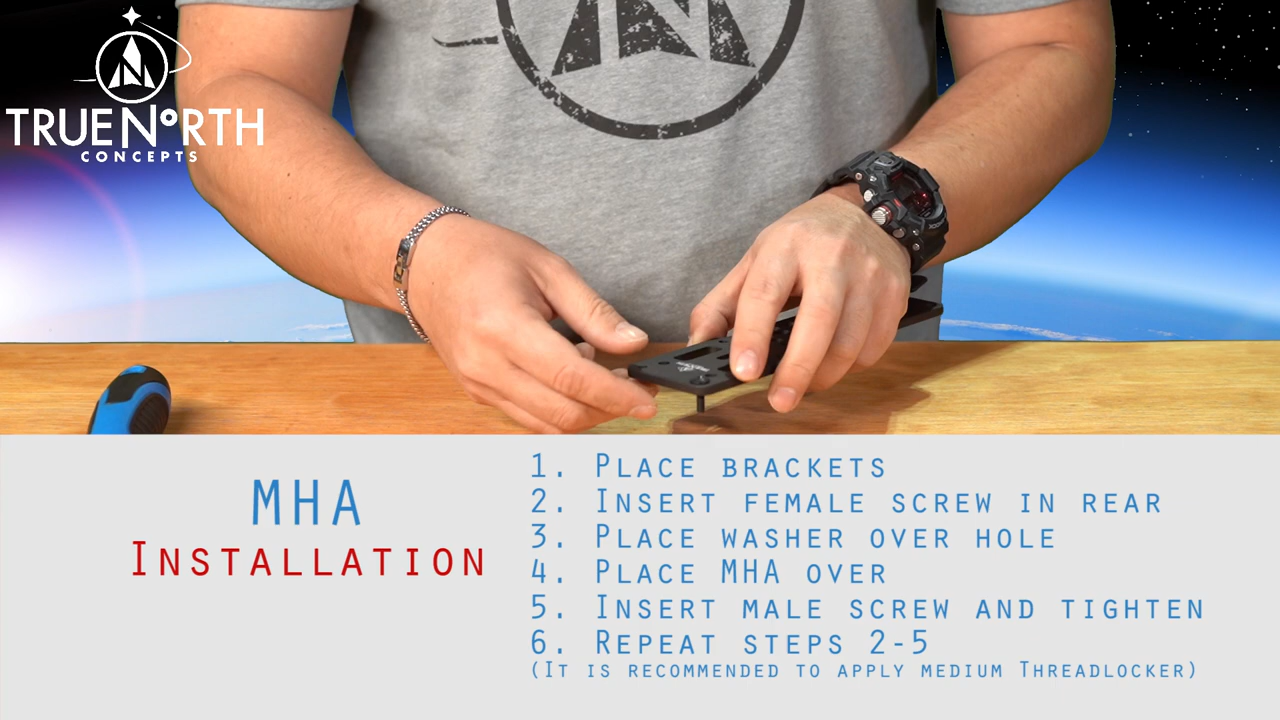 TRUE NORTH
CONCEPTS
MHA
INSTALLATION
1. PLACE BRACKETS
2. INSERT FEMALE SCREW IN REAR
3. PLACE WASHER OVER HOLE
4. PLACE MHA OVER
5. INSERT MALE SCREW AND TIGHTEN
6. REPEAT STEPS 2-5
(IT IS RECOMMENDED TO APPLY MEDIUM THREADLOCKER)